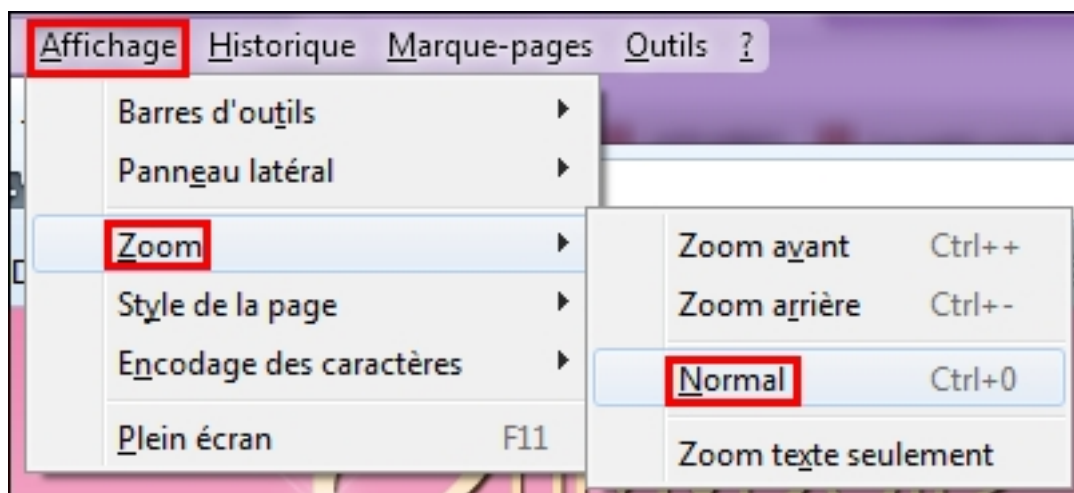 Affichage Historique Marque-pages Outils ?
Barres d'outils
Panneau latéral
Zoom
Zoom avant Ctrl++
Zoom arrière Ctrl+-
Style de la page
Encodage des caractères
Normal Ctrl+0
Plein écran F11
Zoom texte seulement